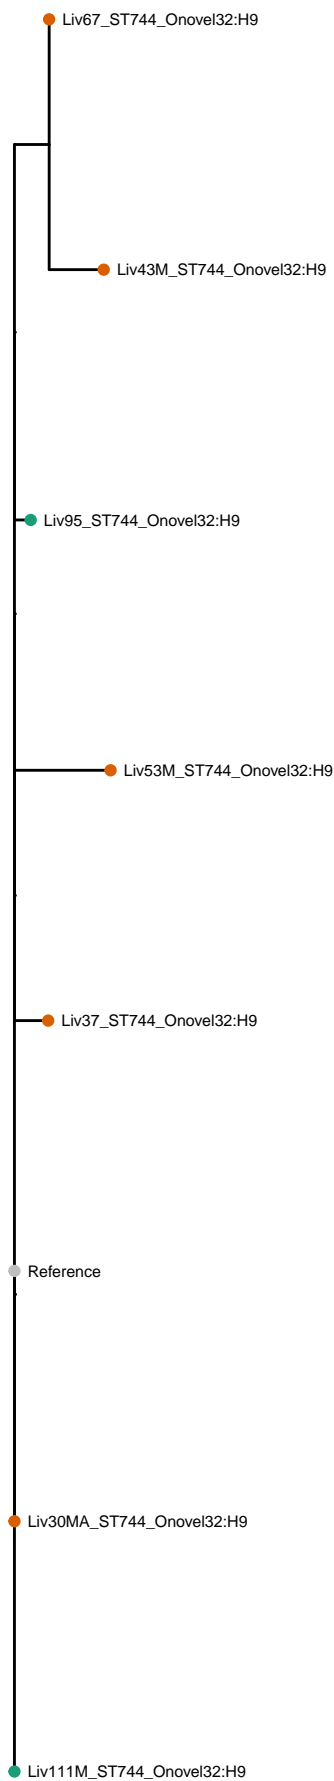 Liv67_ST744_Onovel32:H9
Liv43M_ST744_Onovel32:H9
Liv95_ST744_Onovel32:H9
Liv53M_ST744_Onovel32:H9
Liv37_ST744_Onovel32:H9
Reference
Liv30MA_ST744_Onovel32:H9
Liv111M_ST744_Onovel32:H9